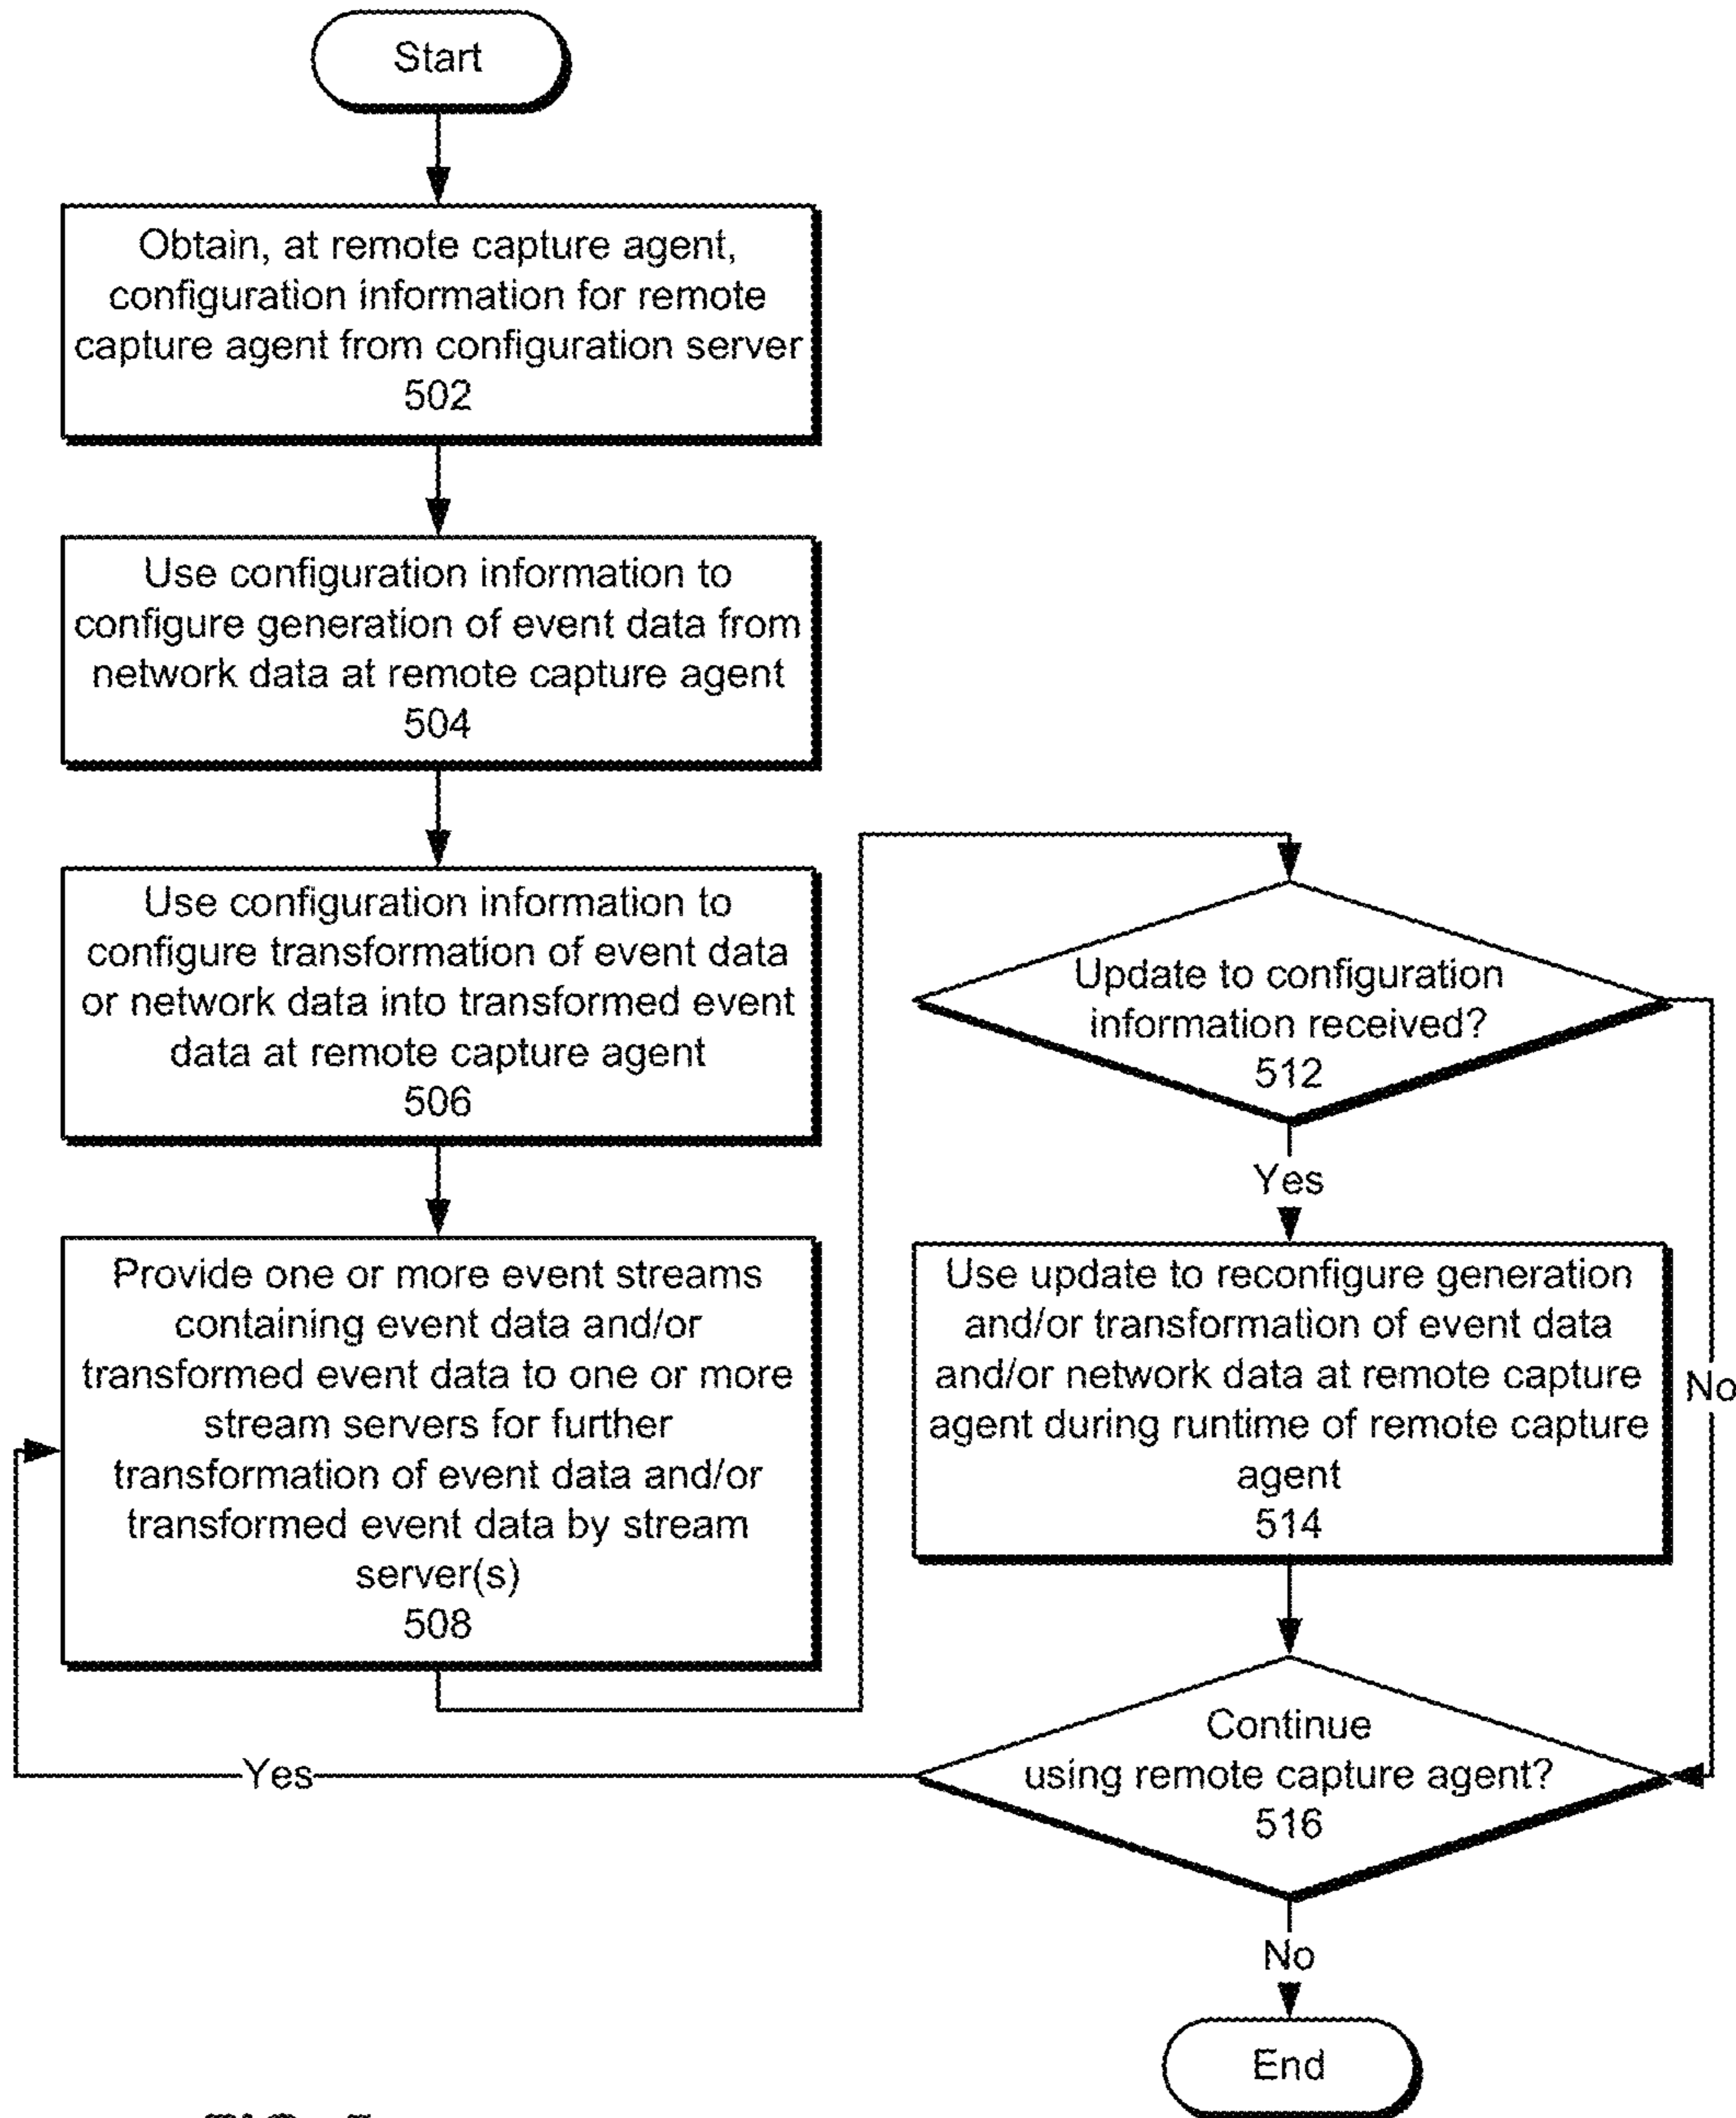 Start
Obtain, at remote capture agent,
configuration information for remote
capture agent from configuration server
502
Use configuration information to
configure generation of event data from
network data at remote capture agent
504
Use configuration information to
configure transformation of event data
or network data into transformed event
data at remote capture agent
506
Provide one or more event streams
containing event data and/or
transformed event data to one or more
stream servers for further
transformation of event data and/or
transformed event data by stream
server(s)
508
Update to configuration
information received?
512
Yes
No
Use update to reconfigure generation
and/or transformation of event data
and/or network data at remote capture
agent during runtime of remote capture
agent
514
Continue
using remote capture agent?
516
Yes
No
End